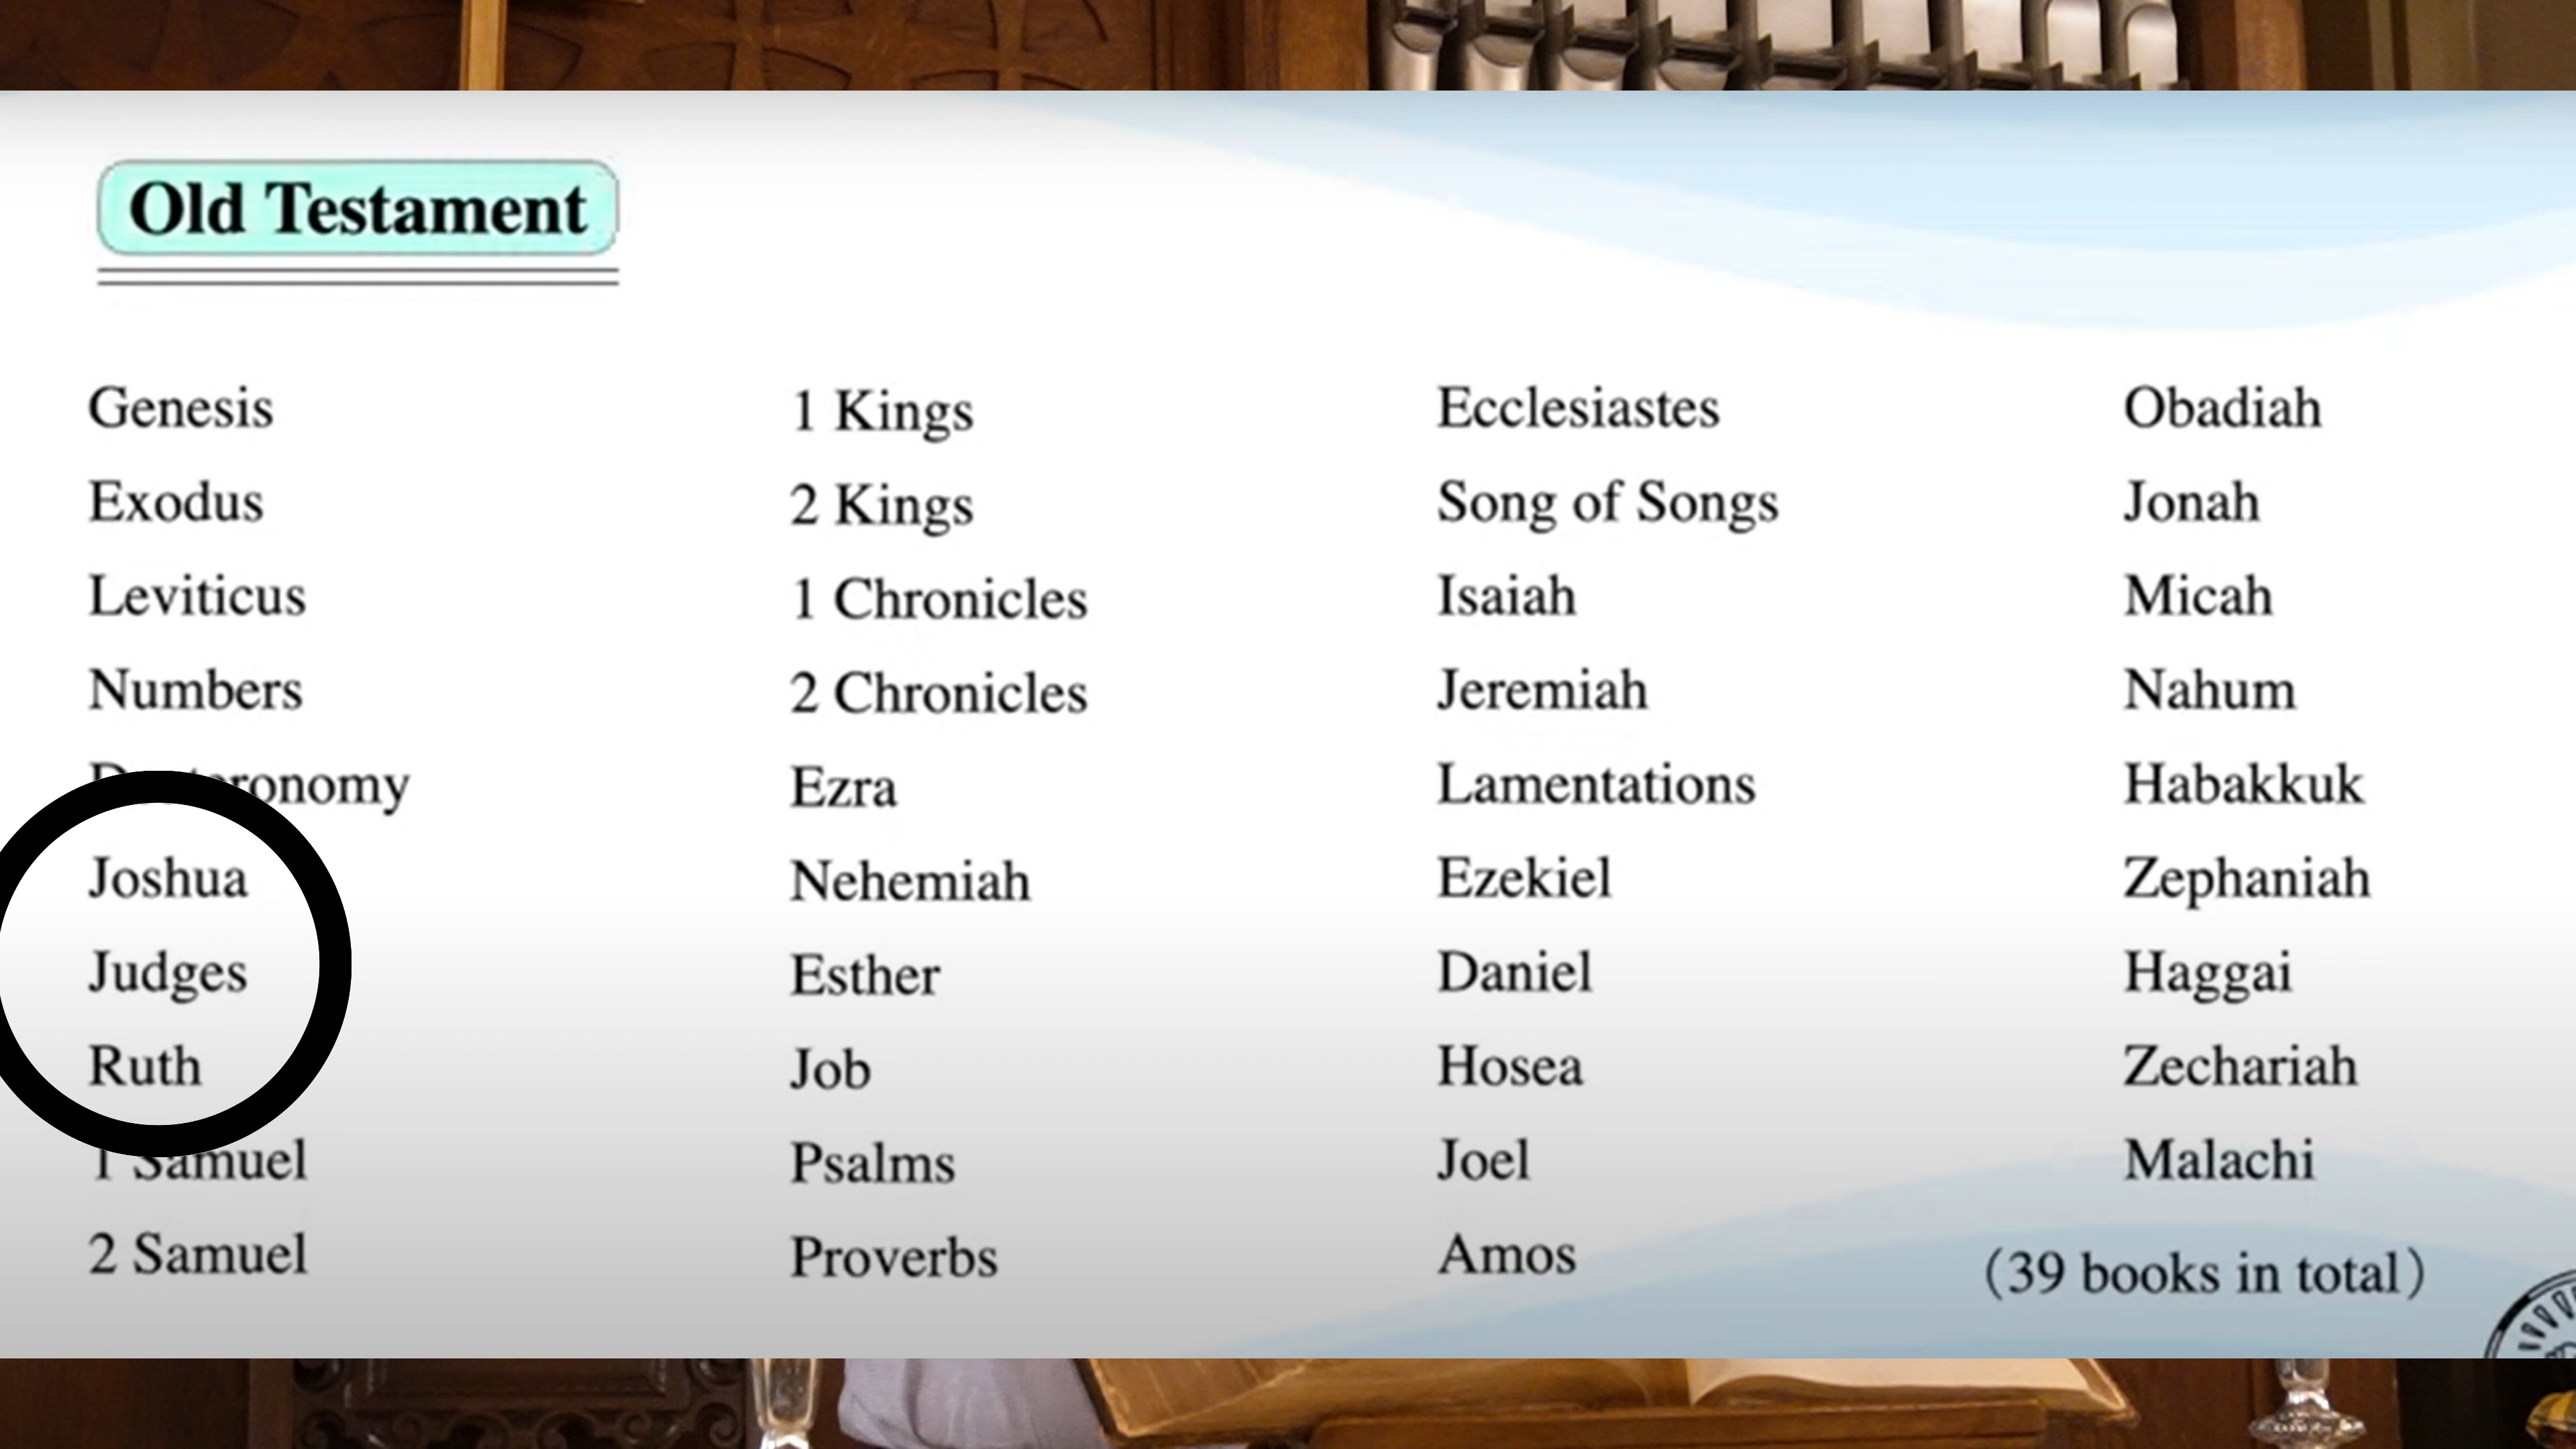 Old Testament
Genesis
Exodus
Leviticus
Numbers
Deuteronomy
Joshua
Judges
Ruth
1 Samuel
2 Samuel
1 Kings
2 Kings
1 Chronicles
2 Chronicles
Ezra
Nehemiah
Esther
Job
Psalms
Proverbs
Ecclesiastes
Song of Songs
Isaiah
Jeremiah
Lamentations
Ezekiel
Daniel
Hosea
Joel
Amos
Obadiah
Jonah
Micah
Nahum
Habakkuk
Zephaniah
Haggai
Zechariah
Malachi
(39 books in total)